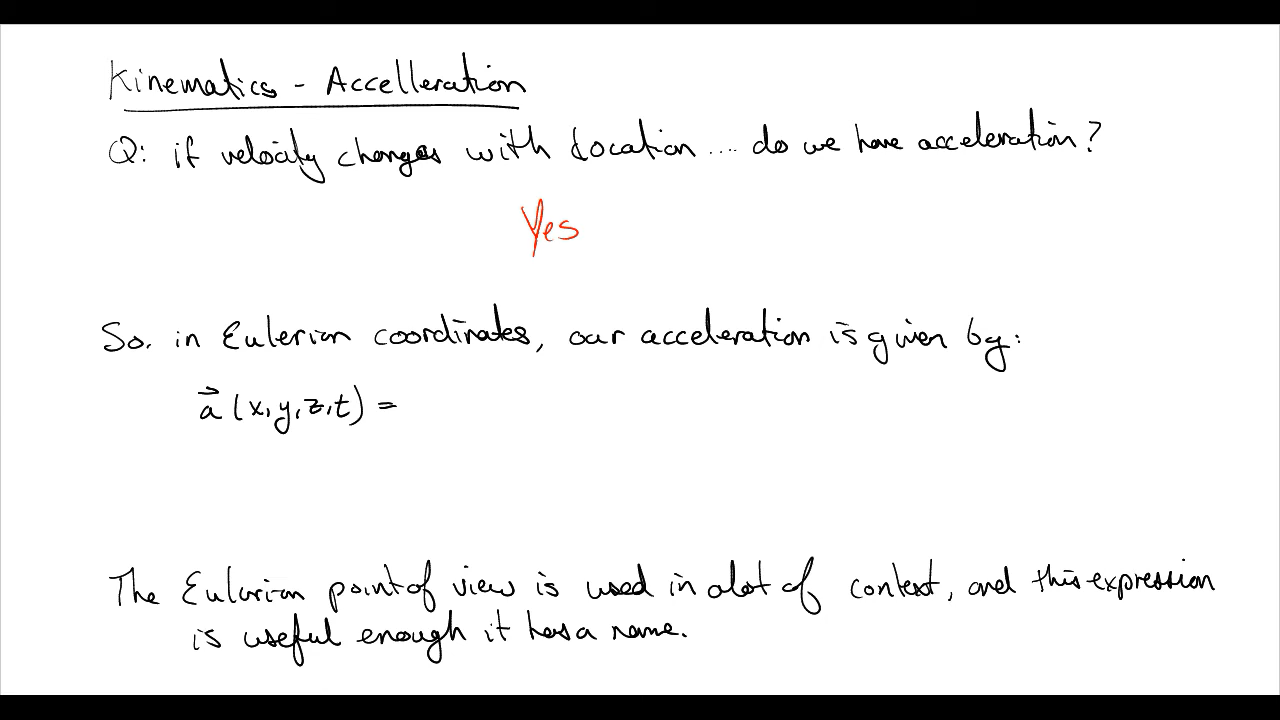 Kinematics - Accelleration
Q: if velocity changes with location .... do we have acceleration?
Yes
So. in Eulerian coordinates, our acceleration is given by:
a⃗ (x,y,z,t) =
The Eulerian point of view is used in alot of context, and this expression
is useful enough it has a name.